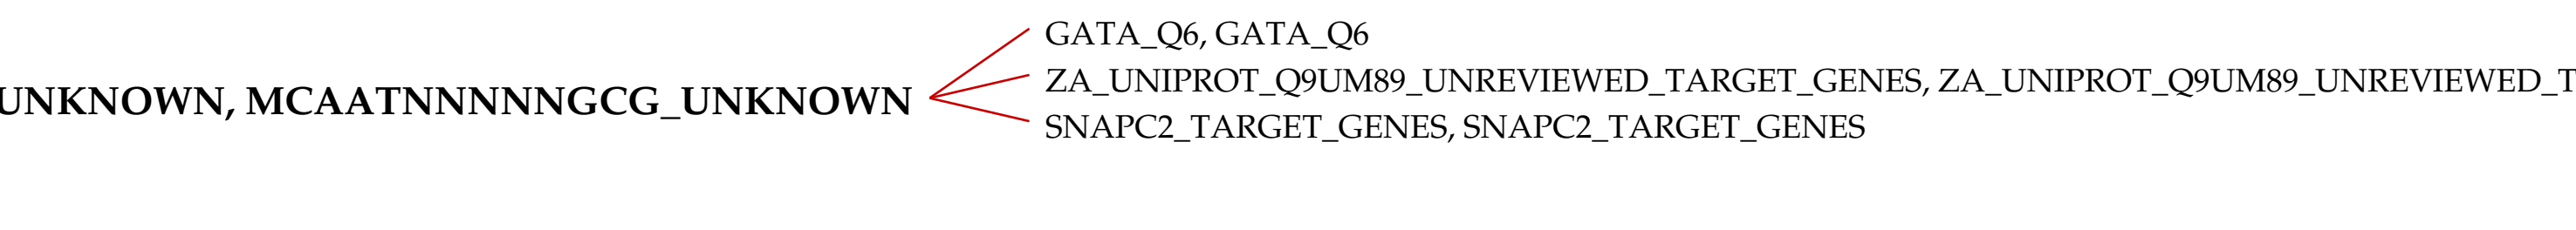 GATA_Q6, GATA_Q6
ZA_UNIPROT_Q9UM89_UNREVIEWED_TARGET_GENES, ZA_UNIPROT_Q9UM89_UNREVIEWED_T
UNKNOWN, MCAATNNNNNGCG_UNKNOWN
SNAPC2_TARGET_GENES, SNAPC2_TARGET_GENES